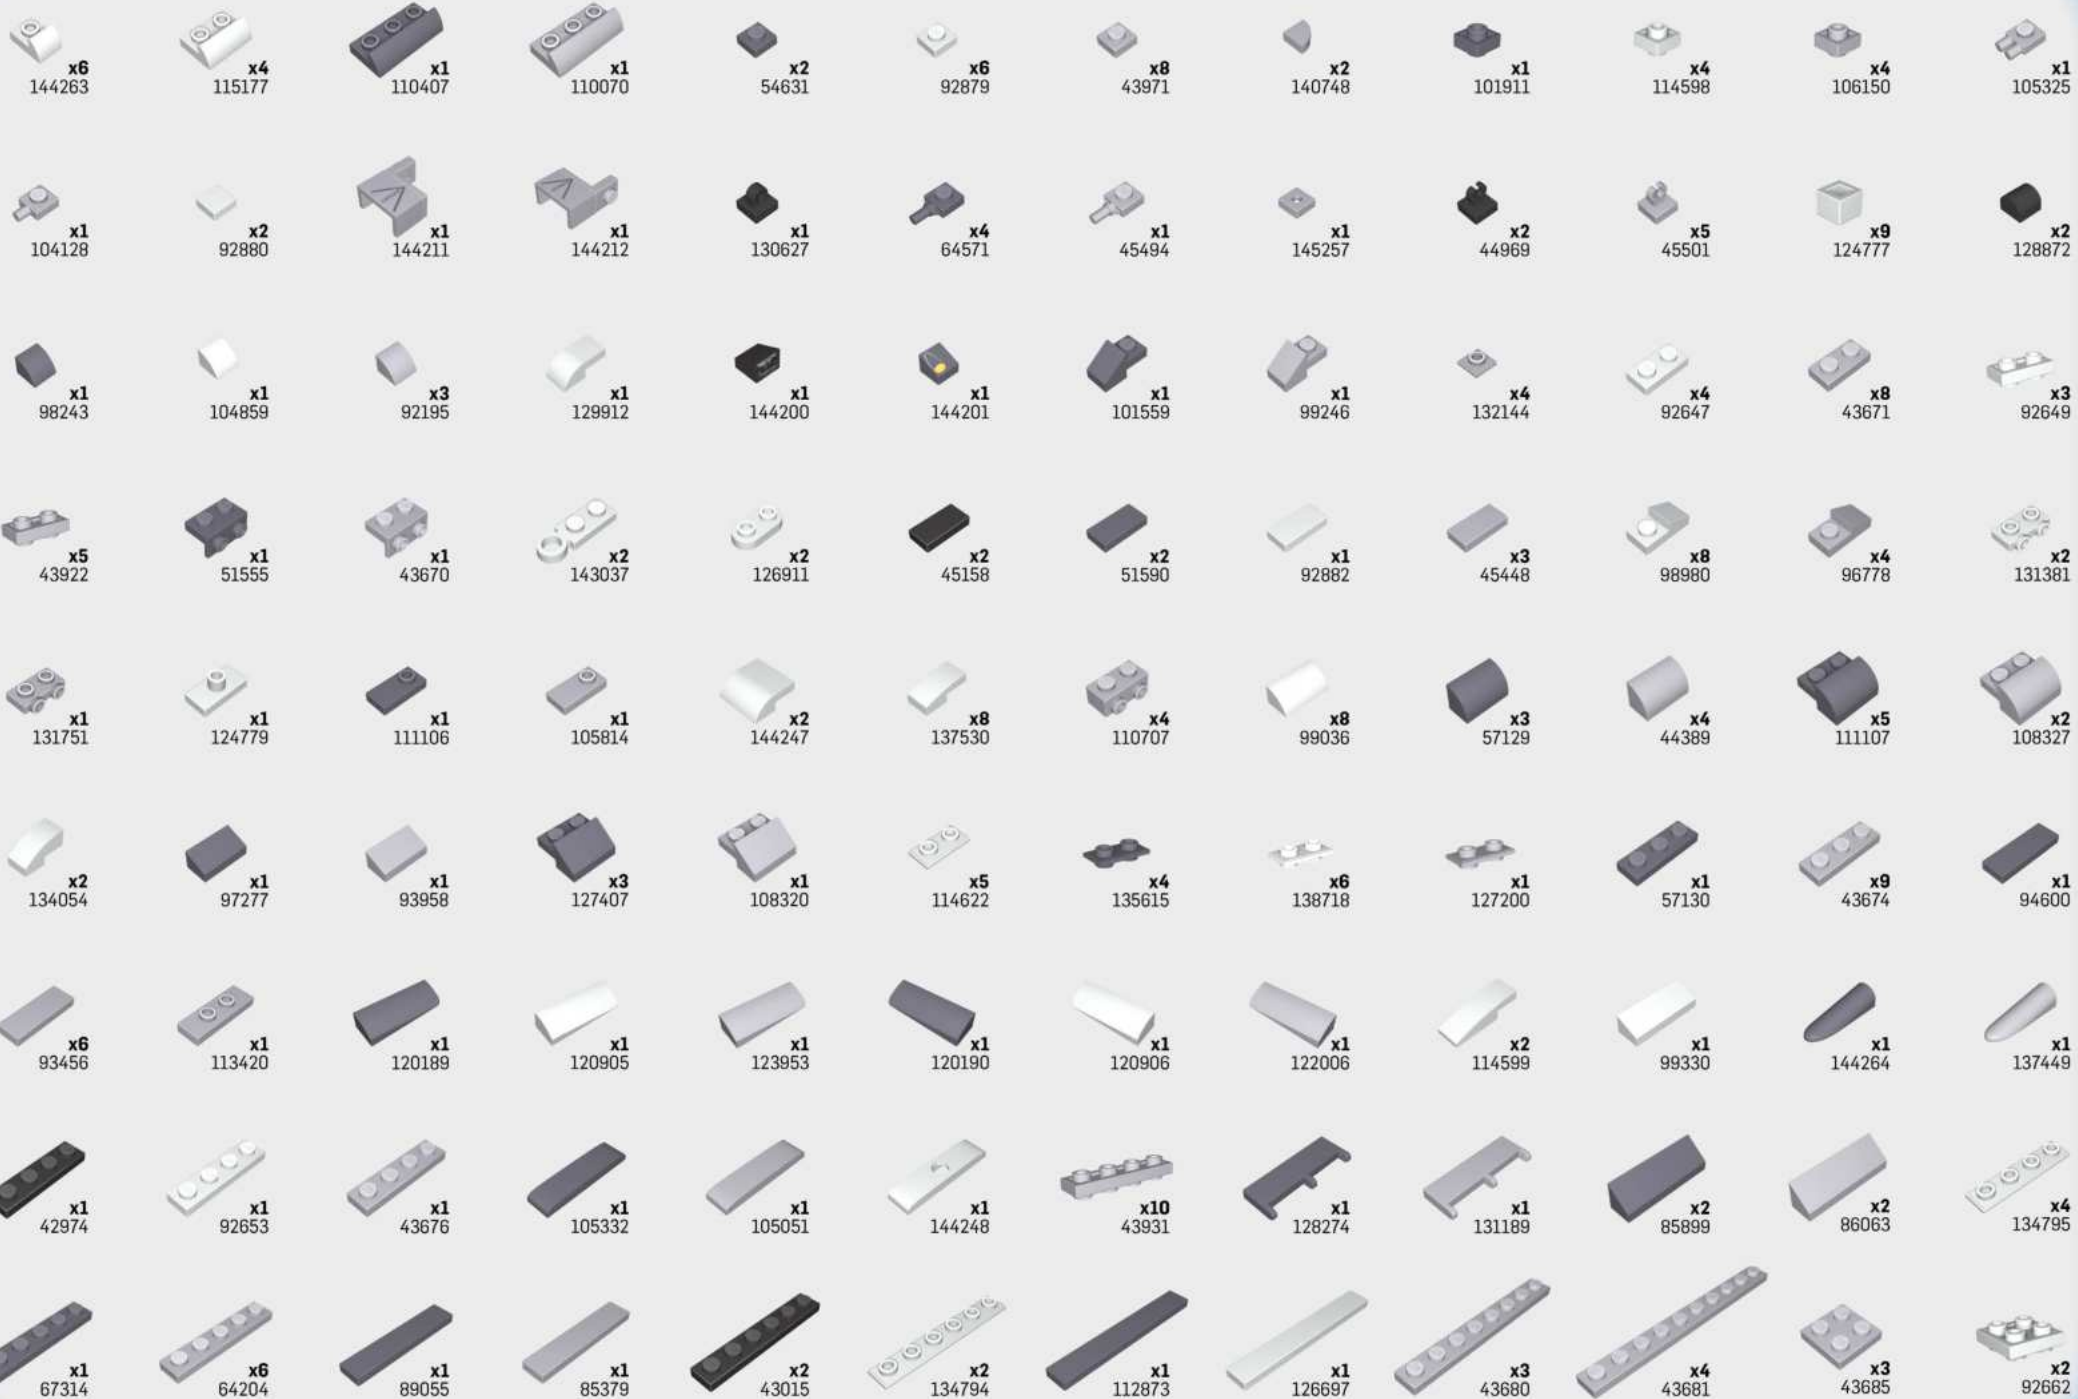 x6 x4 x1 x1 x2 x6 x8 x2 x1 x4 x4 x1
144263 115177 110407 110070 54631 92879 43971 140748 101911 114598 106150 105325
x1 x2 x1 x1 x1 x4 x1 x1 x2 x5 x9 x2
104128 92880 144211 144212 130627 64571 45494 145257 44969 45501 124777 128872
x1 x1 x3 x1 x1 x1 x1 x1 x4 x4 x8 x3
98243 104859 92195 129912 144200 144201 101559 99246 132144 92647 43671 92649
x5 x1 x1 x2 x2 x2 x2 x1 x3 x8 x4 x2
43922 51555 43670 143037 126911 45158 51590 92882 45448 98980 96778 131381
x1 x1 x1 x1 x2 x8 x4 x8 x3 x4 x5 x2
131751 124779 111106 105814 144247 137530 110707 99036 57129 44389 111107 108327
x2 x1 x1 x3 x1 x5 x4 x6 x1 x1 x9 x1
134054 97277 93958 127407 108320 114622 135615 138718 127200 57130 43674 94600
x6 x1 x1 x1 x1 x1 x1 x1 x2 x1 x1 x1
93456 113420 120189 120905 123953 120190 120906 122006 114599 99330 144264 137449
x1 x1 x1 x1 x1 x1 x10 x1 x1 x2 x2 x4
42974 92653 43676 105332 105051 144248 43931 128274 131189 85899 86063 134795
x1 x6 x1 x1 x2 x2 x1 x1 x3 x4 x3 x2
67314 64204 89055 85379 43015 134794 112873 126697 43680 43681 43685 92662